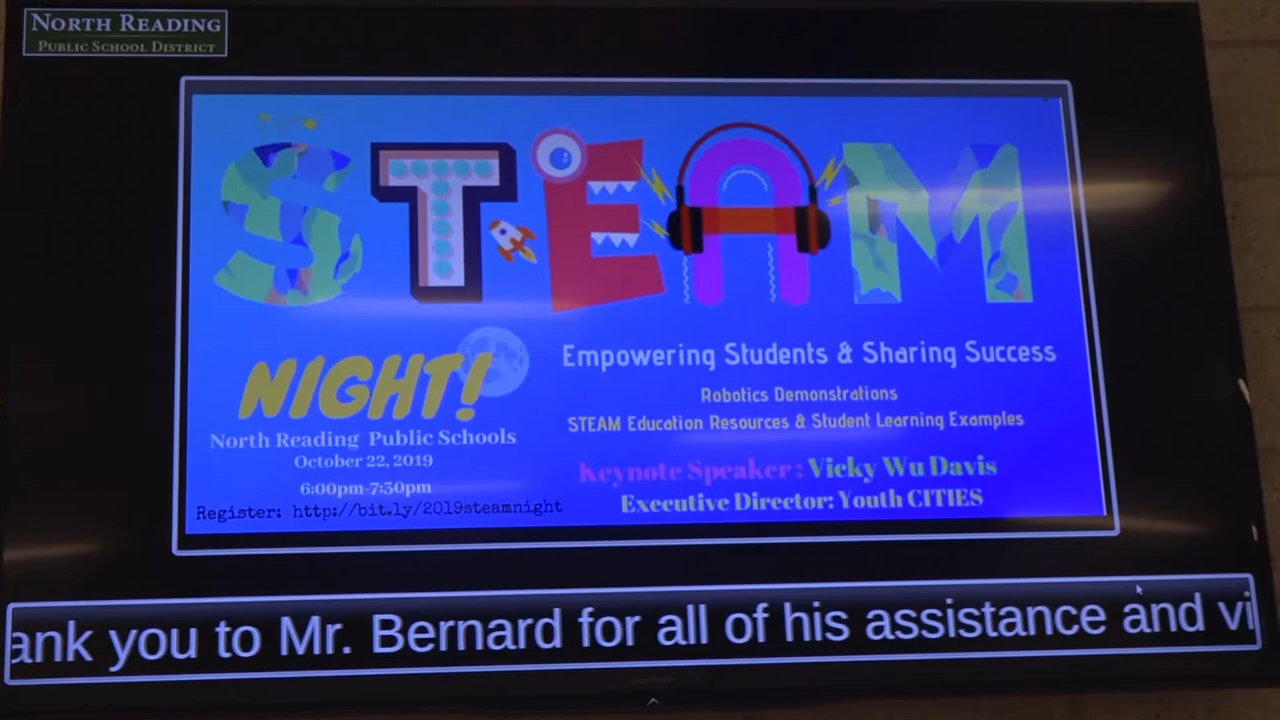 NORTH READING
PUBLIC SCHOOL DISTRICT
STEAM
NIGHT!
North Reading Public Schools
October 22, 2019
6:00pm-7:30pm
Register: http://bit.ly/2019steamnight
Empowering Students & Sharing Success
Robotics Demonstrations
STEAM Education Resources & Student Learning Examples
Keynote Speaker: Vicky Wu Davis
Executive Director: Youth CITIES
ank you to Mr. Bernard for all of his assistance and vi